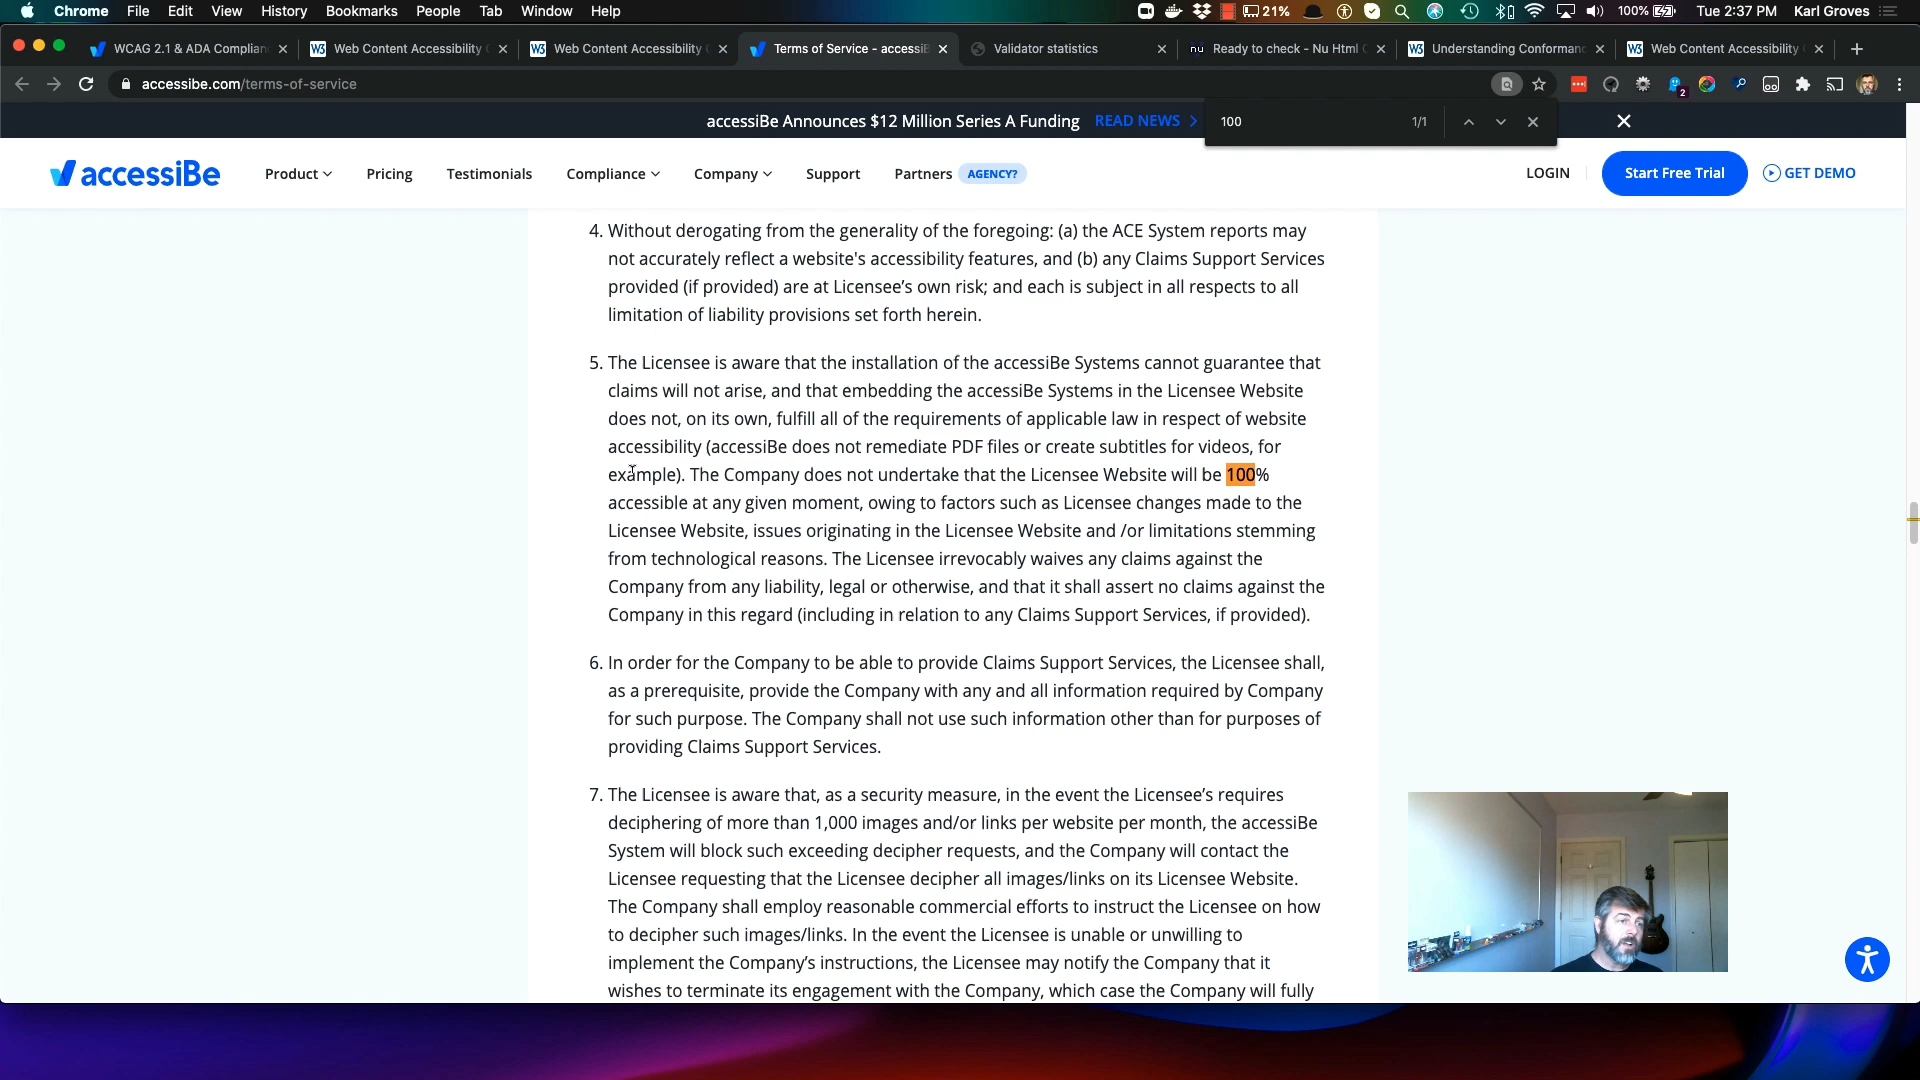 Chrome File Edit View History Bookmarks People Tab Window Help 21% 100% Tue 2:37 PM Karl Groves
WCAG 2.1 & ADA Complian Web Content Accessibility Web Content Accessibility Terms of Service - accessiB Validator statistics Ready to check - Nu Html Understanding Conforman Web Content Accessibility
accessibe.com/terms-of-service 2
accessiBe Announces $12 Million Series A Funding READ NEWS 100 1/1
accessiBe Product Pricing Testimonials Compliance Company Support Partners AGENCY? LOGIN Start Free Trial GET DEMO
4. Without derogating from the generality of the foregoing: (a) the ACE System reports may
not accurately reflect a website's accessibility features, and (b) any Claims Support Services
provided (if provided) are at Licensee’s own risk; and each is subject in all respects to all
limitation of liability provisions set forth herein.
5. The Licensee is aware that the installation of the accessiBe Systems cannot guarantee that
claims will not arise, and that embedding the accessiBe Systems in the Licensee Website
does not, on its own, fulfill all of the requirements of applicable law in respect of website
accessibility (accessiBe does not remediate PDF files or create subtitles for videos, for
example). The Company does not undertake that the Licensee Website will be 100%
accessible at any given moment, owing to factors such as Licensee changes made to the
Licensee Website, issues originating in the Licensee Website and /or limitations stemming
from technological reasons. The Licensee irrevocably waives any claims against the
Company from any liability, legal or otherwise, and that it shall assert no claims against the
Company in this regard (including in relation to any Claims Support Services, if provided).
6. In order for the Company to be able to provide Claims Support Services, the Licensee shall,
as a prerequisite, provide the Company with any and all information required by Company
for such purpose. The Company shall not use such information other than for purposes of
providing Claims Support Services.
7. The Licensee is aware that, as a security measure, in the event the Licensee’s requires
deciphering of more than 1,000 images and/or links per website per month, the accessiBe
System will block such exceeding decipher requests, and the Company will contact the
Licensee requesting that the Licensee decipher all images/links on its Licensee Website.
The Company shall employ reasonable commercial efforts to instruct the Licensee on how
to decipher such images/links. In the event the Licensee is unable or unwilling to
implement the Company’s instructions, the Licensee may notify the Company that it
wishes to terminate its engagement with the Company, which case the Company will fully